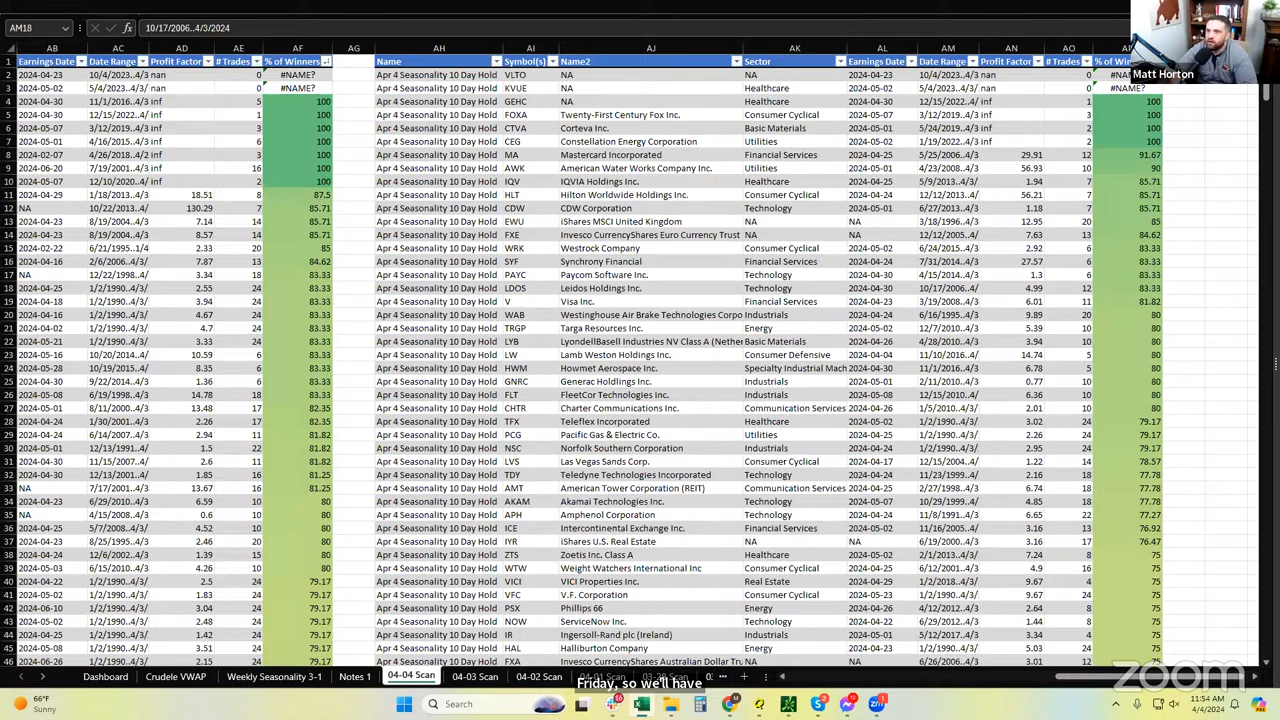 AM18 fx 10/17/2006..4/3/2024
Matt Horton
AB AC AD AE AF AG AH AI AJ AK AL AM AN AO
1 Earnings Date Date Range Profit Factor # Trades % of Winners Name Symbol(s) Name2 Sector Earnings Date Date Range Profit Factor # Trades % of Win
2 2024-04-23 10/4/2023..4/3 nan 0 #NAME? Apr 4 Seasonality 10 Day Hold VLTO NA NA 2024-04-23 10/4/2023..4/3 nan 0
3 2024-05-02 5/4/2023..4/3 nan 0 #NAME? Apr 4 Seasonality 10 Day Hold KVUE NA Healthcare 2024-05-02 5/4/2023..4/3 nan 0 #NAME?
4 2024-04-30 11/1/2016..4/3 inf 5 100 Apr 4 Seasonality 10 Day Hold GEHC NA Healthcare 2024-04-30 12/15/2022..4/ inf 1 100
5 2024-04-30 12/15/2022..4/ inf 1 100 Apr 4 Seasonality 10 Day Hold FOXA Twenty-First Century Fox Inc. Consumer Cyclical 2024-05-07 3/12/2019..4/3 inf 3 100
6 2024-05-07 3/12/2019..4/3 inf 3 100 Apr 4 Seasonality 10 Day Hold CTVA Corteva Inc. Basic Materials 2024-05-01 5/24/2019..4/3 inf 2 100
7 2024-05-01 4/16/2015..4/3 inf 6 100 Apr 4 Seasonality 10 Day Hold CEG Constellation Energy Corporation Utilities 2024-05-02 1/19/2022..4/3 inf 2 100
8 2024-02-07 4/26/2018..4/2 inf 3 100 Apr 4 Seasonality 10 Day Hold MA Mastercard Incorporated Financial Services 2024-04-25 5/25/2006..4/3 29.91 12 91.67
9 2024-06-20 7/19/2001..4/3 inf 16 100 Apr 4 Seasonality 10 Day Hold AWK American Water Works Company Inc. Utilities 2024-05-01 4/23/2008..4/3 56.93 10 90
10 2024-05-07 12/10/2020..4/ inf 2 100 Apr 4 Seasonality 10 Day Hold IQV IQVIA Holdings Inc. Healthcare 2024-04-25 5/9/2013..4/3/ 1.94 7 85.71
11 2024-04-29 1/18/2013..4/3 18.51 8 87.5 Apr 4 Seasonality 10 Day Hold HLT Hilton Worldwide Holdings Inc. Consumer Cyclical 2024-04-24 12/12/2013..4/ 56.21 7 85.71
12 NA 10/22/2013..4/ 130.29 7 85.71 Apr 4 Seasonality 10 Day Hold CDW CDW Corporation Technology 2024-05-01 6/27/2013..4/3 1.18 7 85.71
13 2024-04-23 8/19/2004..4/3 7.14 14 85.71 Apr 4 Seasonality 10 Day Hold EWU iShares MSCI United Kingdom NA NA 3/18/1996..4/3 12.95 20 85
14 2024-04-23 8/19/2004..4/3 8.57 14 85.71 Apr 4 Seasonality 10 Day Hold FXE Invesco CurrencyShares Euro Currency Trust NA NA 12/12/2005..4/ 7.63 13 84.62
15 2024-02-22 6/21/1995..1/4 2.33 20 85 Apr 4 Seasonality 10 Day Hold WRK Westrock Company Consumer Cyclical 2024-05-02 6/24/2015..4/3 2.92 6 83.33
16 2024-04-16 2/6/2006..4/3/ 7.87 13 84.62 Apr 4 Seasonality 10 Day Hold SYF Synchrony Financial Financial Services 2024-04-23 7/31/2014..4/3 27.57 6 83.33
17 NA 12/22/1998..4/ 3.34 18 83.33 Apr 4 Seasonality 10 Day Hold PAYC Paycom Software Inc. Technology 2024-04-30 4/15/2014..4/3 1.3 6 83.33
18 2024-04-25 1/2/1990..4/3/ 2.55 24 83.33 Apr 4 Seasonality 10 Day Hold LDOS Leidos Holdings Inc. Technology 2024-04-30 10/17/2006..4/ 4.99 12 83.33
19 2024-04-18 1/2/1990..4/3/ 3.94 24 83.33 Apr 4 Seasonality 10 Day Hold V Visa Inc. Financial Services 2024-04-23 3/19/2008..4/3 6.01 11 81.82
20 2024-04-16 1/2/1990..4/3/ 4.67 24 83.33 Apr 4 Seasonality 10 Day Hold WAB Westinghouse Air Brake Technologies Corpo Industrials 2024-04-24 6/16/1995..4/3 9.89 20 80
21 2024-04-23 1/2/1990..4/3/ 4.7 24 83.33 Apr 4 Seasonality 10 Day Hold TRGP Targa Resources Inc. Energy 2024-05-02 12/7/2010..4/3 5.39 10 80
22 2024-05-21 1/2/1990..4/3/ 3.33 24 83.33 Apr 4 Seasonality 10 Day Hold LYB LyondellBasell Industries NV Class A (Nether Basic Materials 2024-04-26 4/28/2010..4/3 3.94 10 80
23 2024-05-16 10/20/2014..4/ 10.59 6 83.33 Apr 4 Seasonality 10 Day Hold LW Lamb Weston Holdings Inc. Consumer Defensive 2024-04-04 11/10/2016..4/ 14.74 5 80
24 2024-05-28 10/19/2015..4/ 8.35 6 83.33 Apr 4 Seasonality 10 Day Hold HWM Howmet Aerospace Inc. Specialty Industrial Mach 2024-04-30 11/1/2016..4/3 6.78 5 80
25 2024-04-30 9/22/2014..4/3 1.36 6 83.33 Apr 4 Seasonality 10 Day Hold GNRC Generac Holdlings Inc. Industrials 2024-05-01 2/11/2010..4/3 0.77 10 80
26 2024-05-08 6/19/1998..4/3 14.78 18 83.33 Apr 4 Seasonality 10 Day Hold FLT FleetCor Technologies Inc. Industrials 2024-05-08 12/15/2010..4/ 6.36 10 80
27 2024-05-01 8/11/2000..4/3 13.48 17 82.35 Apr 4 Seasonality 10 Day Hold CHTR Charter Communications Inc. Communication Services 2024-04-26 1/5/2010..4/3/ 2.01 10 80
28 2024-04-24 1/30/2001..4/3 2.26 17 82.35 Apr 4 Seasonality 10 Day Hold TFX Teleflex Incorporated Healthcare 2024-05-02 1/2/1990..4/3/ 3.02 24 79.17
29 2024-04-24 6/14/2007..4/3 2.94 11 81.82 Apr 4 Seasonality 10 Day Hold PCG Pacific Gas & Electric Co. Utilities 2024-04-25 1/2/1990..4/3/ 2.26 24 79.17
30 2024-05-01 12/13/1991..4/ 1.5 22 81.82 Apr 4 Seasonality 10 Day Hold NSC Norfolk Southern Corporation Industrials 2024-04-24 1/2/1990..4/3/ 2.95 24 79.17
31 2024-04-30 11/15/2007..4/ 2.6 11 81.82 Apr 4 Seasonality 10 Day Hold LVS Las Vegas Sands Corp. Consumer Cyclical 2024-04-17 12/15/2004..4/ 1.22 14 78.57
32 2024-04-30 12/13/2001..4/ 1.85 16 81.25 Apr 4 Seasonality 10 Day Hold TDY Teledyne Technologies Incorporated Technology 2024-04-24 11/23/1999..4/ 2.16 18 77.78
33 NA 7/17/2001..4/3 13.67 16 81.25 Apr 4 Seasonality 10 Day Hold AMT American Tower Corporation (REIT) Communication Services 2024-04-24 2/27/1998..4/3 6.74 18 77.78
34 2024-04-23 6/29/2010..4/3 6.59 10 80 Apr 4 Seasonality 10 Day Hold AKAM Akamai Technologies Inc. Technology 2024-05-07 10/29/1999..4/ 4.85 18 77.78
35 NA 4/15/2008..4/3 0.6 10 80 Apr 4 Seasonality 10 Day Hold APH Amphenol Corporation Technology 2024-04-24 11/8/1991..4/3 6.65 22 77.27
36 2024-04-25 5/7/2008..4/3/ 4.52 10 80 Apr 4 Seasonality 10 Day Hold ICE Intercontinental Exchange Inc. Financial Services 2024-05-02 11/16/2005..4/ 3.16 13 76.92
37 2024-04-23 8/25/1995..4/3 2.46 20 80 Apr 4 Seasonality 10 Day Hold IYR iShares U.S. Real Estate NA NA 6/19/2000..4/3 3.16 17 76.47
38 2024-04-24 12/6/2002..4/3 1.39 15 80 Apr 4 Seasonality 10 Day Hold ZTS Zoetis Inc. Class A Healthcare 2024-05-02 2/1/2013..4/3/ 7.24 8 75
39 2024-05-03 6/15/2010..4/3 4.26 10 80 Apr 4 Seasonality 10 Day Hold WTW Weight Watchers International Inc Consumer Cyclical 2024-05-02 10/23/2001..4/ 4.9 16 75
40 2024-04-22 1/2/1990..4/3/ 2.5 24 79.17 Apr 4 Seasonality 10 Day Hold VICI VICI Properties Inc. Real Estate 2024-04-24 1/2/2018..4/3/ 9.67 4 75
41 NA 1/2/1990..4/3/ 1.83 24 79.17 Apr 4 Seasonality 10 Day Hold VFC V.F. Corporation Consumer Cyclical 2024-05-21 1/2/1990..4/3/ 9.67 24 75
42 2024-06-10 1/2/1990..4/3/ 3.04 24 79.17 Apr 4 Seasonality 10 Day Hold PSX Phillips 66 Energy 2024-04-26 4/12/2012..4/3 2.64 8 75
43 NA 1/2/1990..4/3/ 2.48 24 79.17 Apr 4 Seasonality 10 Day Hold NOW ServiceNow Inc. Technology 2024-04-24 6/29/2012..4/3 1.44 8 75
44 2024-04-25 1/2/1990..4/3/ 1.42 24 79.17 Apr 4 Seasonality 10 Day Hold IR Ingersoll-Rand plc (Ireland) Industrials 2024-05-01 5/12/2017..4/3 3.34 4 75
45 NA 1/2/1990..4/3/ 3.51 24 79.17 Apr 4 Seasonality 10 Day Hold HAL Halliburton Company Energy 2024-04-23 1/2/1990..4/3/ 5.68 24 75
46 2024-06-26 1/2/1990..4/3/ 2.15 24 79.17 Apr 4 Seasonality 10 Day Hold FXA Invesco CurrencyShares Australian Dollar Tru NA NA 6/26/2006..4/3 3.01 12 75
Dashboard Crudele VWAP Weekly Seasonality 3-1 Notes 1 04-04 Scan 04-03 Scan 04-02 Scan
Friday, so we'll have
zoom
66°F
Sunny
Search
11:54 AM
4/4/2024